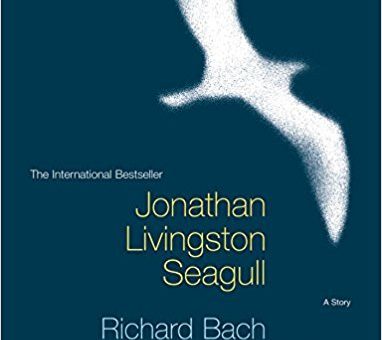 The International Bestseller
Jonathan
Livingston
Seagull
A Story
Richard Bach